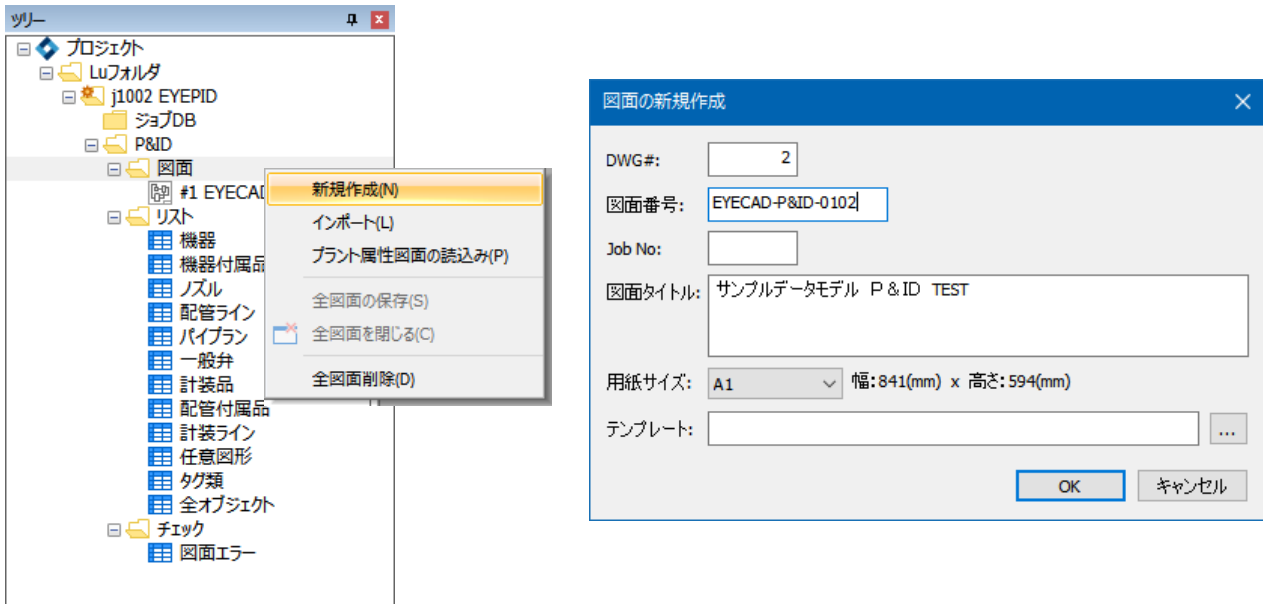 ツリー
プロジェクト
Luフォルダ
j1002 EYEPID
ジョブDB
P&ID
図面
#1 EYECAD
リスト
機器
機器付属品
ノズル
配管ライン
パイプラン
一般弁
計装品
配管付属品
計装ライン
任意図形
タグ類
全オブジェクト
チェック
図面エラー
新規作成(N)
インポート(L)
プラント属性図面の読込み(P)
全図面の保存(S)
全図面を閉じる(C)
全図面削除(D)
図面の新規作成
DWG#: 2
図面番号: EYECAD-P&ID-0102
Job No:
図面タイトル: サンプルデータモデル Ｐ＆ID TEST
用紙サイズ: A1 幅:841(mm) x 高さ:594(mm)
テンプレート: ...
OK キャンセル